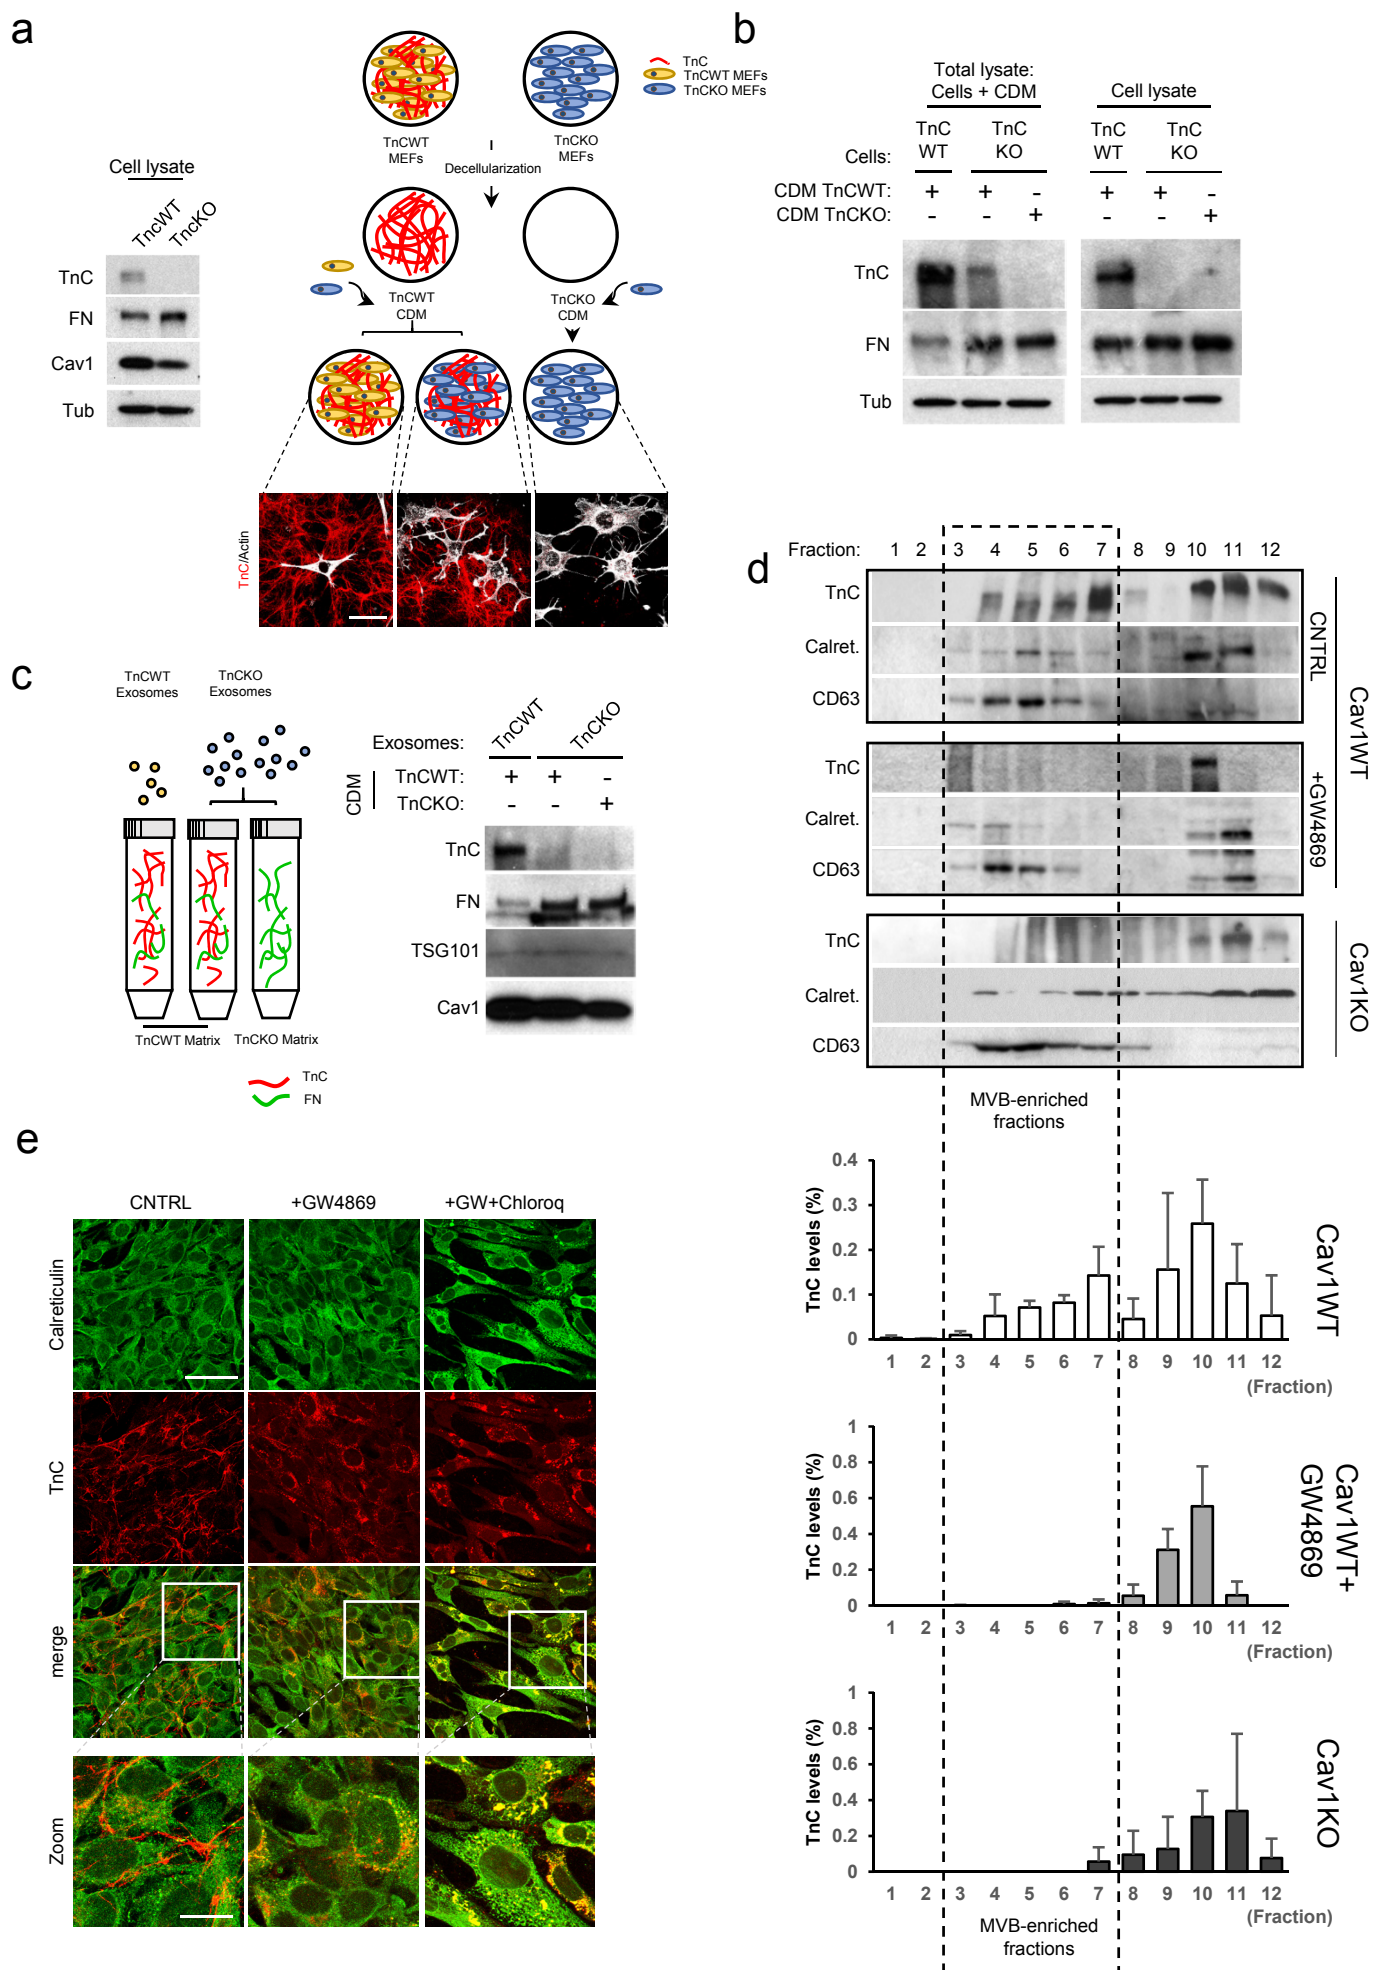 a
TnC
TnCWT MEFs
TnCKO MEFs
TnCWT
MEFs
TnCKO
MEFs
Decellularization
Cell lysate
TncWT
TncKO
TnC
FN
Cav1
Tub
TnCWT
CDM
TnCKO
CDM
TnC/Actin
b
Total lysate:
Cells + CDM
Cell lysate
Cells:
TnC
WT
TnC
KO
TnC
WT
TnC
KO
CDM TnCWT: + + - + + -
CDM TnCKO: - - + - - +
TnC
FN
Tub
c
TnCWT
Exosomes
TnCKO
Exosomes
TnCWT Matrix
TnCKO Matrix
TnC
FN
Exosomes:
TnCWT
TnCKO
CDM
TnCWT: + + -
TnCKO: - - +
TnC
FN
TSG101
Cav1
d
Fraction: 1 2 3 4 5 6 7 8 9 10 11 12
TnC
Calret.
CD63
CNTRL
TnC
Calret.
CD63
+GW4869
Cav1WT
TnC
Calret.
CD63
Cav1KO
MVB-enriched
fractions
TnC levels (%)
0.4
0.3
0.2
0.1
0
1 2 3 4 5 6 7 8 9 10 11 12
(Fraction)
Cav1WT
TnC levels (%)
1
0.8
0.6
0.4
0.2
0
1 2 3 4 5 6 7 8 9 10 11 12
(Fraction)
Cav1WT+
GW4869
TnC levels (%)
1
0.8
0.6
0.4
0.2
0
1 2 3 4 5 6 7 8 9 10 11 12
(Fraction)
Cav1KO
MVB-enriched
fractions
e
CNTRL
+GW4869
+GW+Chloroq
Calreticulin
TnC
merge
Zoom